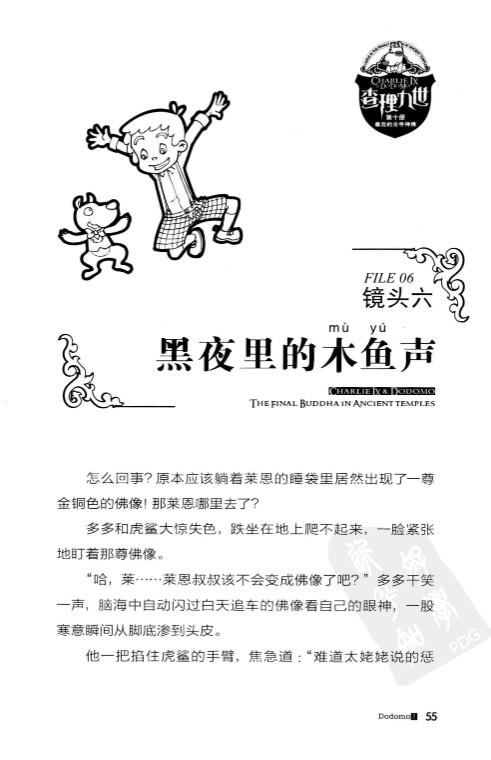 CHARLIE IX
& DODOMO
查理九世
第十册
最后的古寺神佛
FILE 06
镜头六
mù yú
黑夜里的木鱼声
CHARLIE IX & DODOMO
THE FINAL BUDDHA IN ANCIENT TEMPLES
怎么回事？原本应该躺着莱恩的睡袋里居然出现了一尊
金铜色的佛像！那莱恩哪里去了？
多多和虎鲨大惊失色，跌坐在地上爬不起来，一脸紧张
地盯着那尊佛像。
“哈，莱……莱恩叔叔该不会变成佛像了吧？”多多干笑
一声，脑海中自动闪过白天追车的佛像看自己的眼神，一股
寒意瞬间从脚底渗到头皮。
他一把掐住虎鲨的手臂，焦急道：“难道太姥姥说的惩
PDG
Dodomo 55